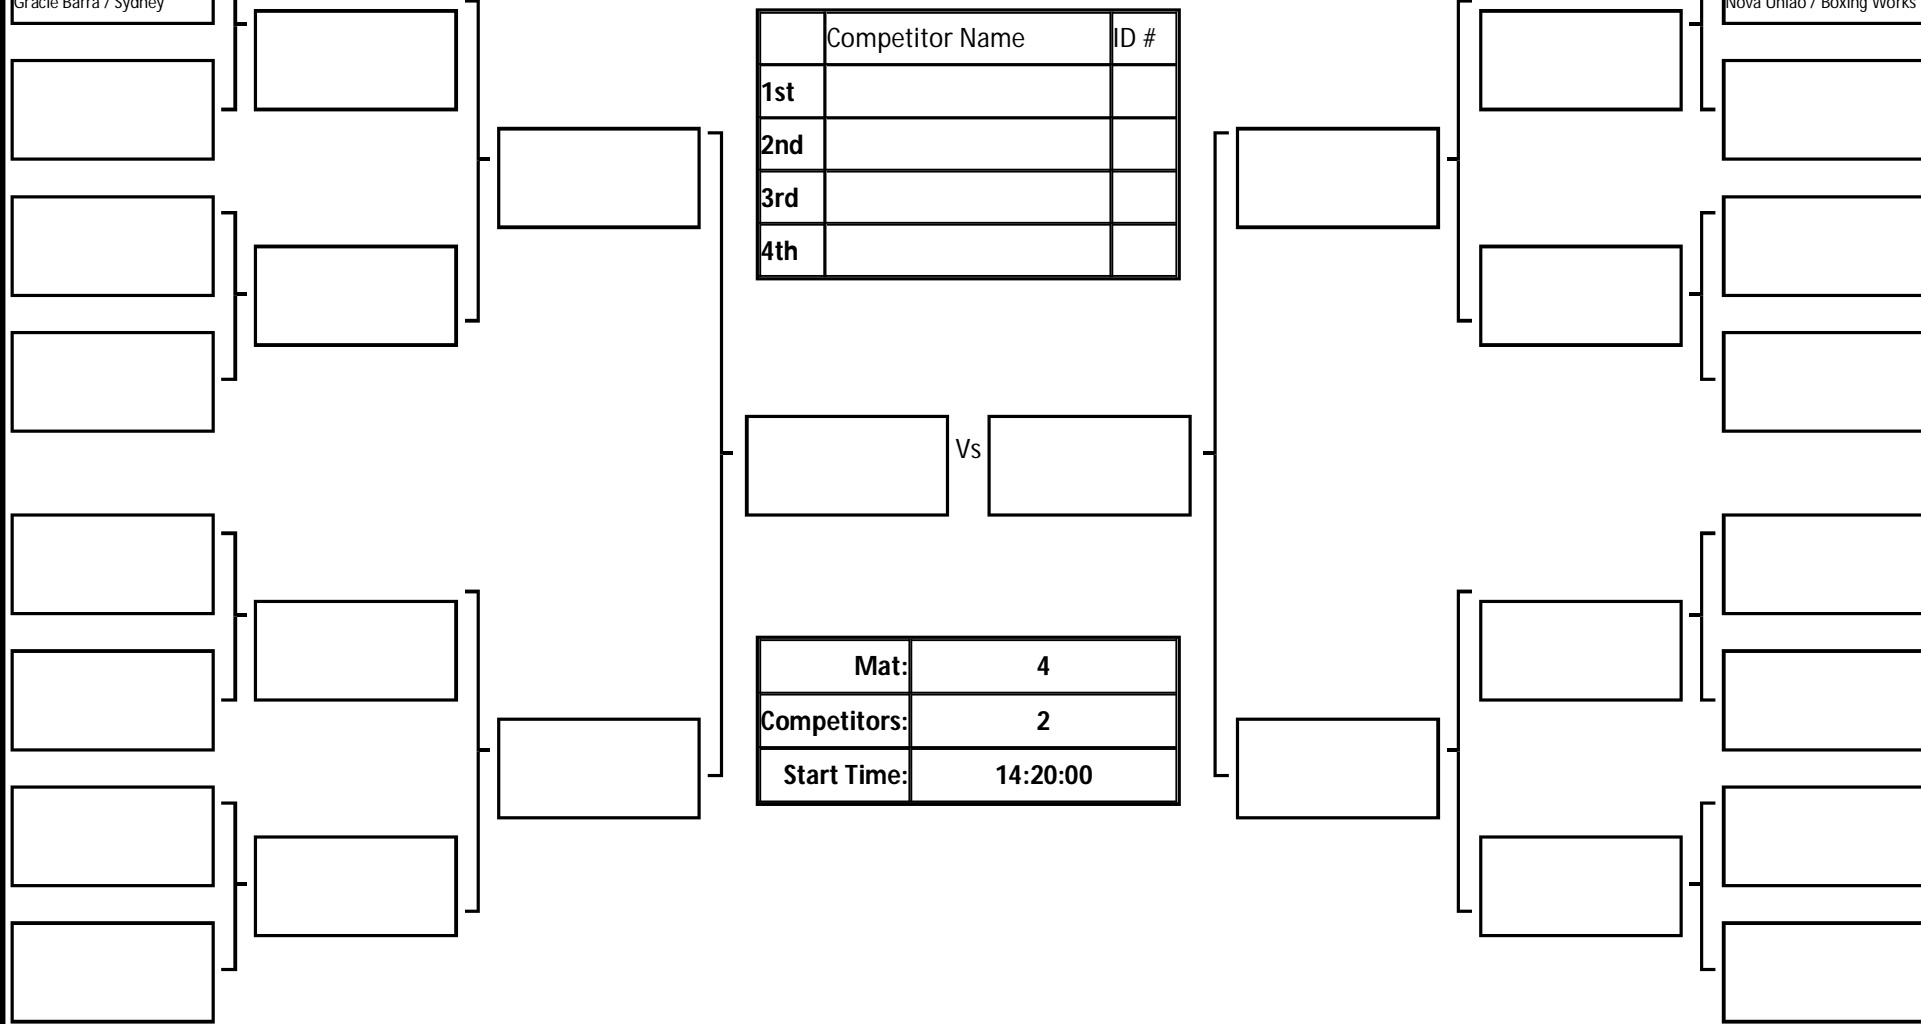 Gracie Barra / Sydney
Nova União / Boxing Works
Competitor Name ID #
1st
2nd
3rd
4th
Vs
Mat: 4
Competitors: 2
Start Time: 14:20:00